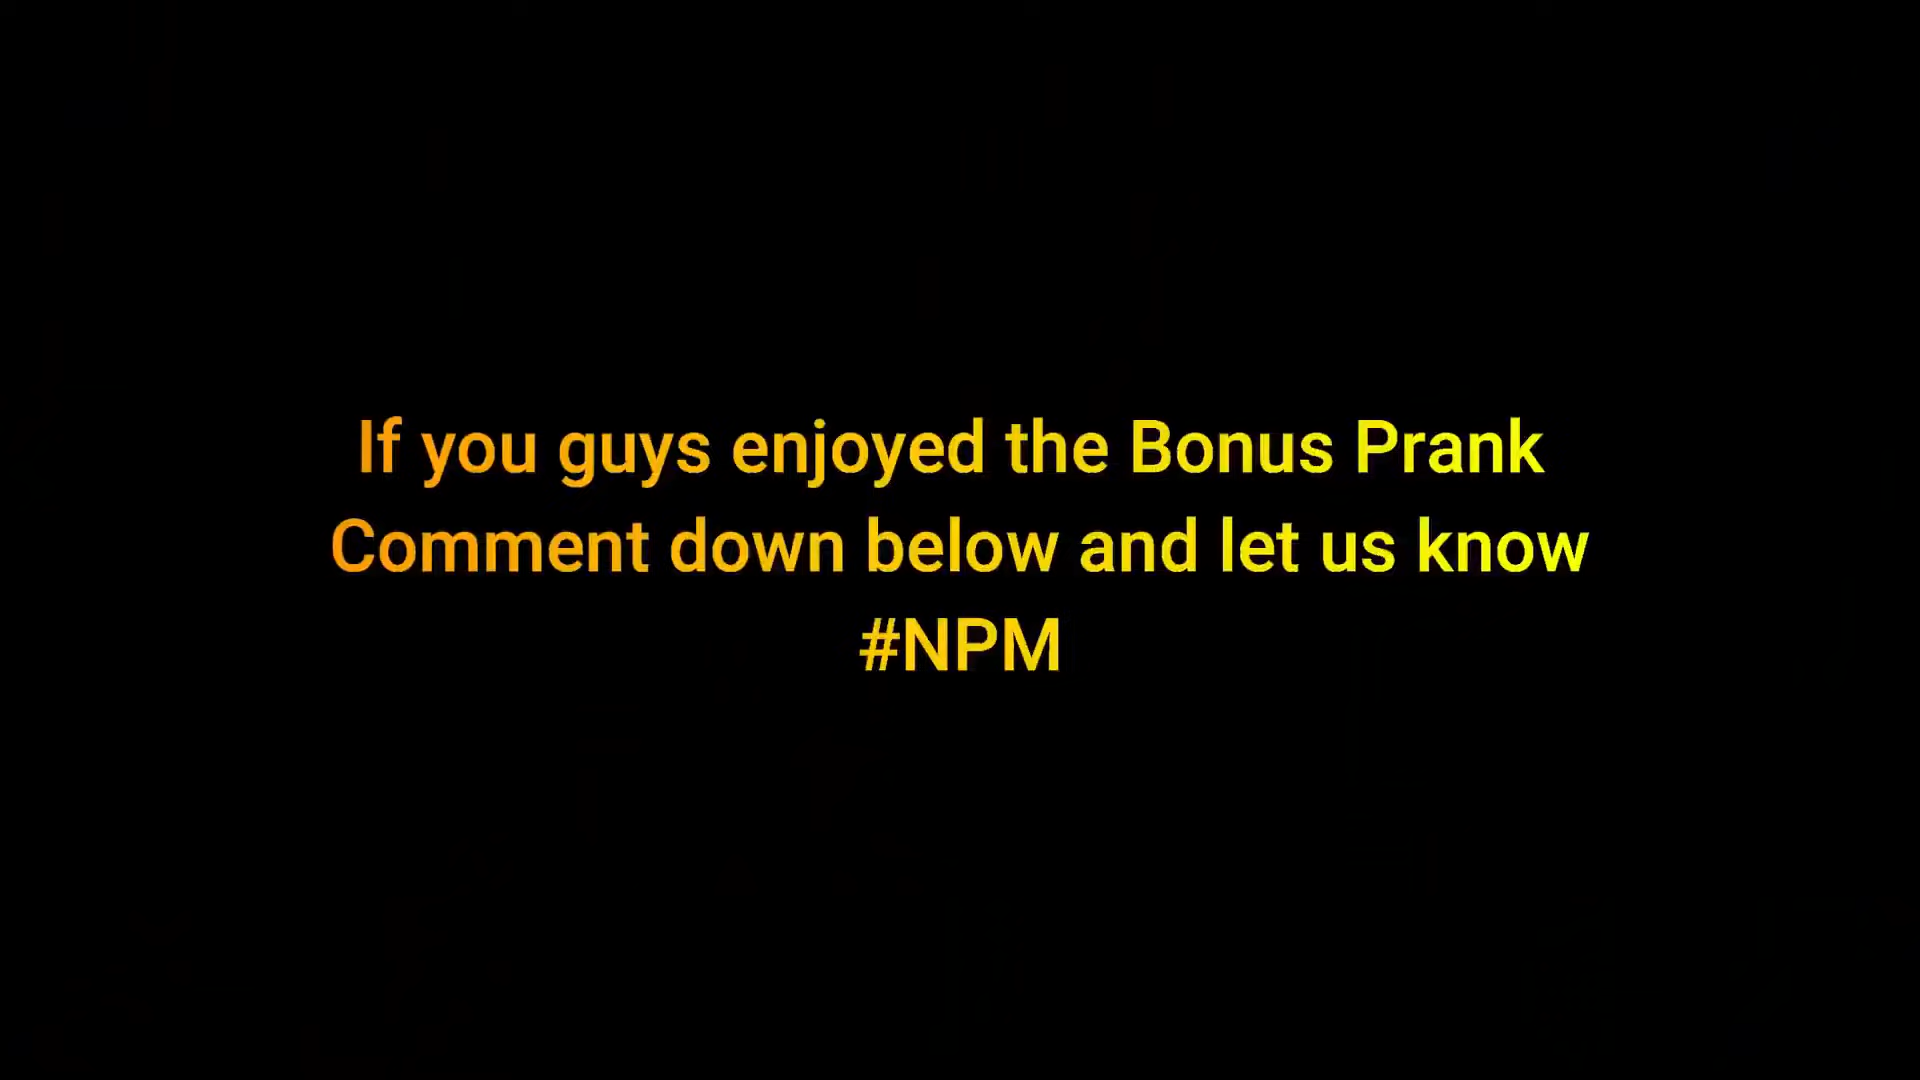 If you guys enjoyed the Bonus Prank
Comment down below and let us know
#NPM